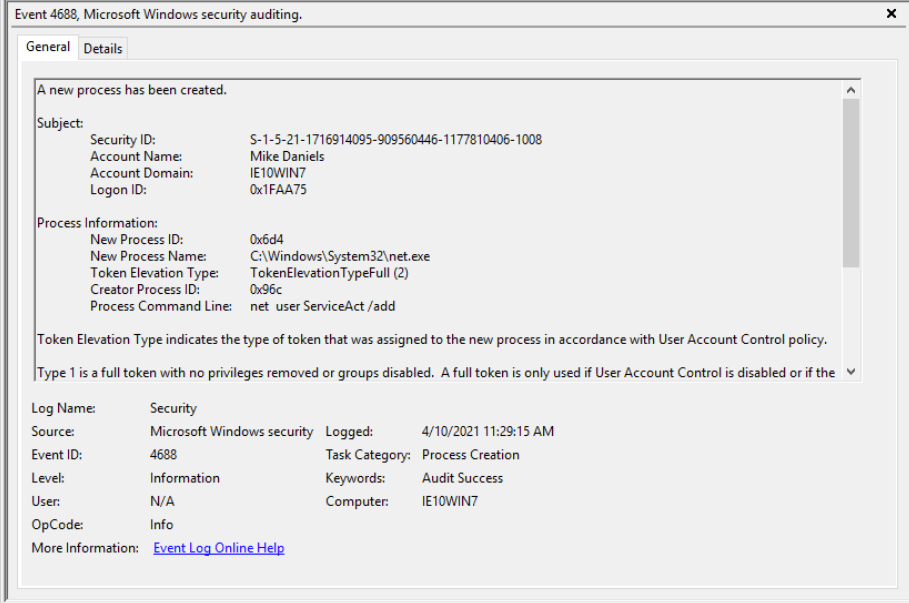 Event 4688, Microsoft Windows security auditing.
General Details
A new process has been created.
Subject:
Security ID: S-1-5-21-1716914095-909560446-1177810406-1008
Account Name: Mike Daniels
Account Domain: IE10WIN7
Logon ID: 0x1FAA75
Process Information:
New Process ID: 0x6d4
New Process Name: C:\Windows\System32\net.exe
Token Elevation Type: TokenElevationTypeFull (2)
Creator Process ID: 0x96c
Process Command Line: net  user ServiceAct /add
Token Elevation Type indicates the type of token that was assigned to the new process in accordance with User Account Control policy.
Type 1 is a full token with no privileges removed or groups disabled.  A full token is only used if User Account Control is disabled or if the
Log Name: Security
Source: Microsoft Windows security Logged: 4/10/2021 11:29:15 AM
Event ID: 4688 Task Category: Process Creation
Level: Information Keywords: Audit Success
User: N/A Computer: IE10WIN7
OpCode: Info
More Information: Event Log Online Help